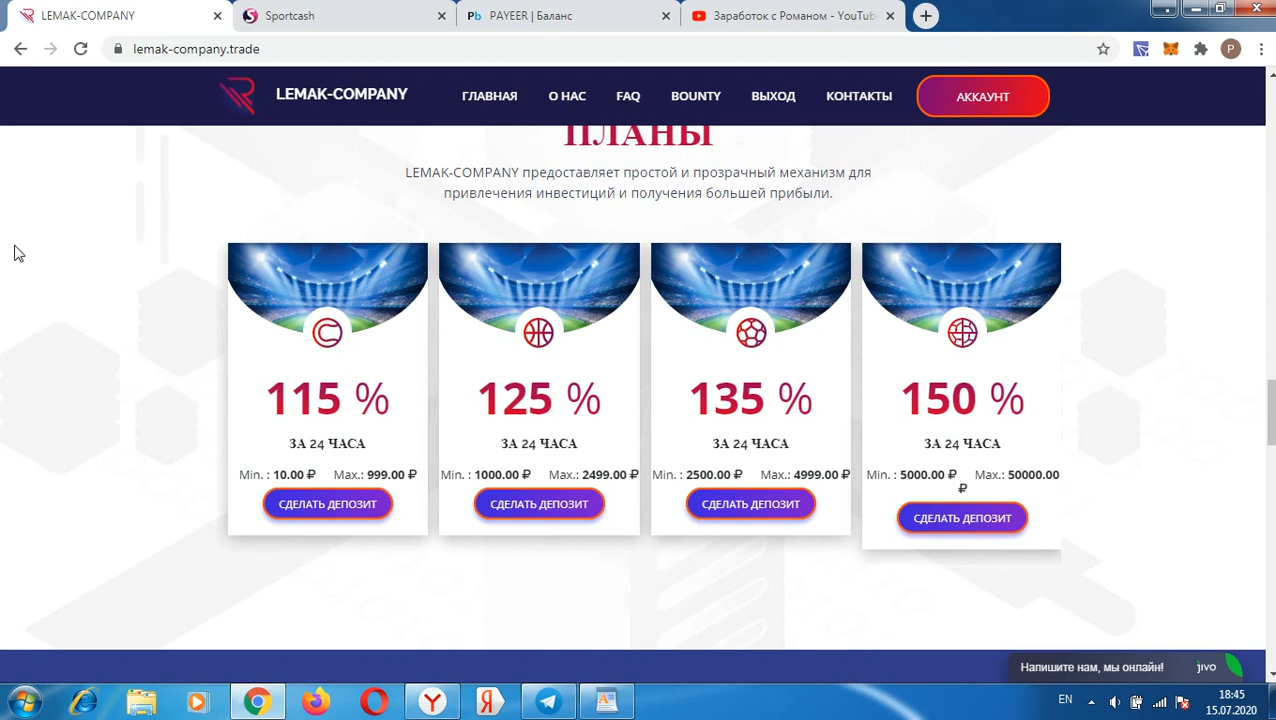 LEMAK-COMPANY
Sportcash
PAYEER | Баланс
Заработок с Романом - YouTube
lemak-company.trade
P
LEMAK-COMPANY
ГЛАВНАЯ О НАС FAQ BOUNTY ВЫХОД КОНТАКТЫ АККАУНТ
ПЛАНЫ
LEMAK-COMPANY предоставляет простой и прозрачный механизм для
привлечения инвестиций и получения большей прибыли.
115 % 125 % 135 % 150 %
ЗА 24 ЧАСА ЗА 24 ЧАСА ЗА 24 ЧАСА ЗА 24 ЧАСА
Min. : 10.00 ₽ Max.: 999.00 ₽ Min. : 1000.00 ₽ Max.: 2499.00 ₽ Min. : 2500.00 ₽ Max.: 4999.00 ₽ Min. : 5000.00 ₽ Max.: 50000.00
₽
СДЕЛАТЬ ДЕПОЗИТ СДЕЛАТЬ ДЕПОЗИТ СДЕЛАТЬ ДЕПОЗИТ СДЕЛАТЬ ДЕПОЗИТ
Напишите нам, мы онлайн! jivo
EN 18:45
15.07.2020